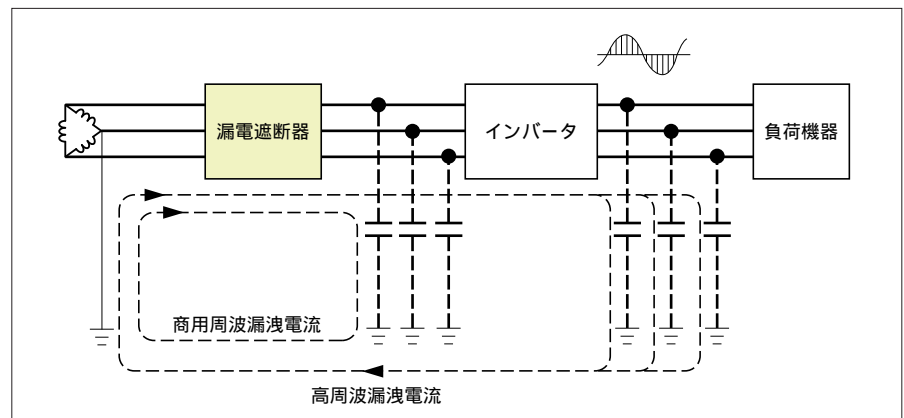 漏電遮断器
インバータ
負荷機器
商用周波漏洩電流
高周波漏洩電流